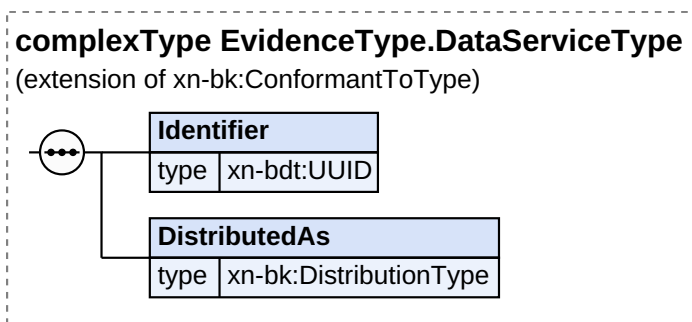 complexType EvidenceType.DataServiceType
(extension of xn-bk:ConformantToType)
Identifier
type xn-bdt:UUID
DistributedAs
type xn-bk:DistributionType